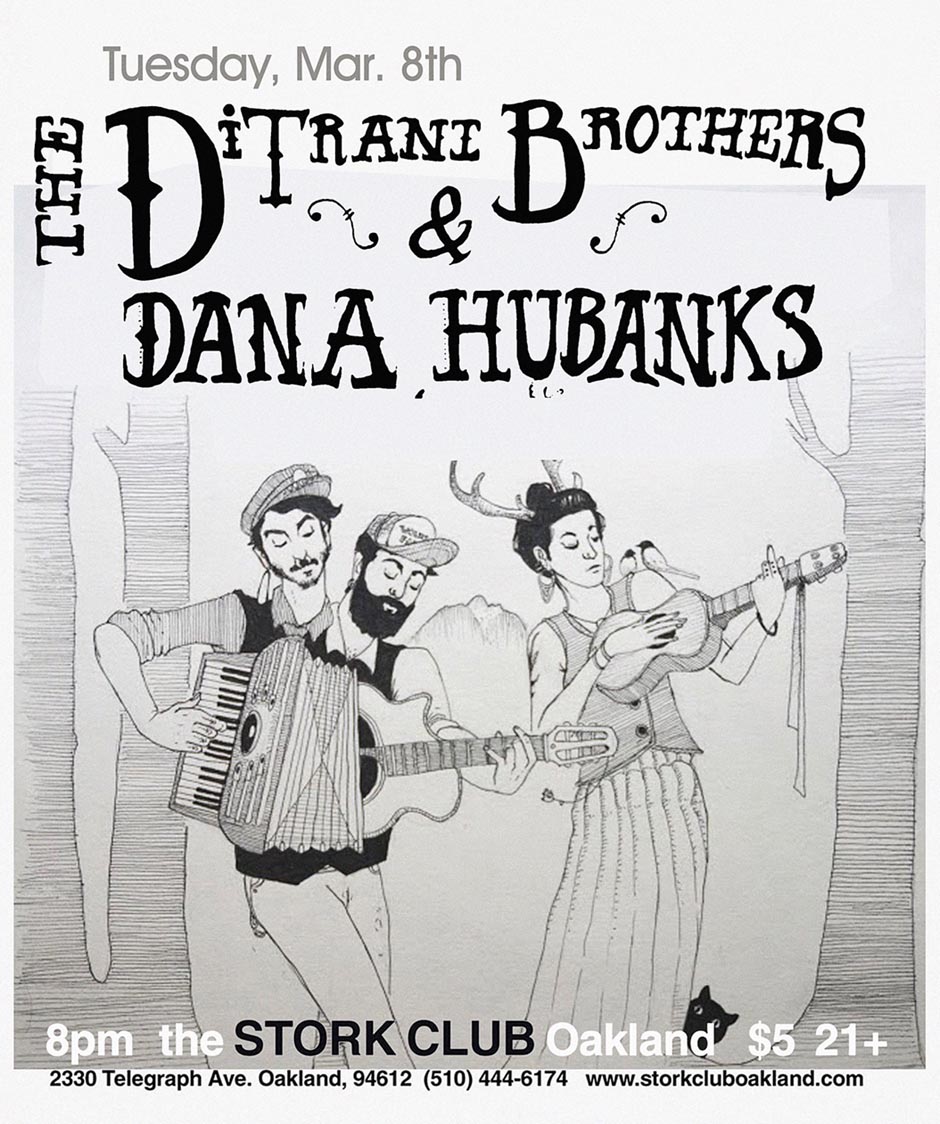 Tuesday, Mar. 8th
THE DiTRANI BROTHERS
&
DANA HUBANKS
8pm the STORK CLUB Oakland $5 21+
2330 Telegraph Ave. Oakland, 94612 (510) 444-6174 www.storkcluboakland.com